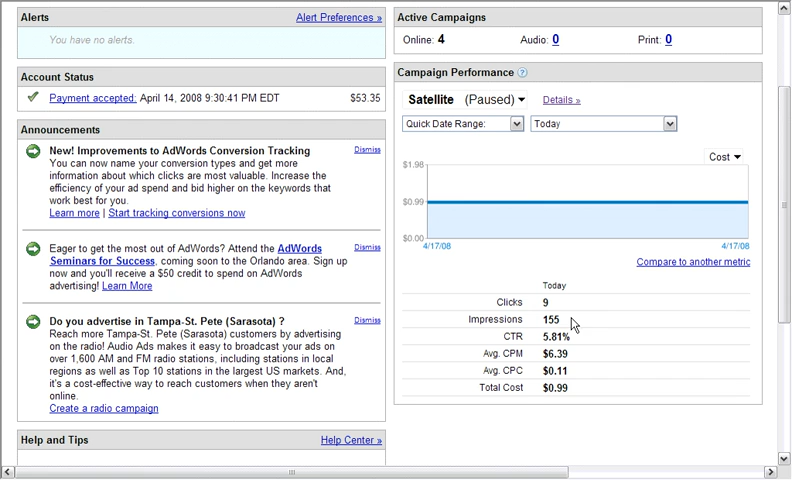 Alerts
Alert Preferences »
You have no alerts.
Account Status
Payment accepted: April 14, 2008 9:30:41 PM EDT $53.35
Announcements
New! Improvements to AdWords Conversion Tracking
Dismiss
You can now name your conversion types and get more
information about which clicks are most valuable. Increase the
efficiency of your ad spend and bid higher on the keywords that
work best for you.
Learn more | Start tracking conversions now
Eager to get the most out of AdWords? Attend the AdWords
Dismiss
Seminars for Success, coming soon to the Orlando area. Sign up
now and you'll receive a $50 credit to spend on AdWords
advertising! Learn More
Do you advertise in Tampa-St. Pete (Sarasota) ?
Dismiss
Reach more Tampa-St. Pete (Sarasota) customers by advertising
on the radio! Audio Ads makes it easy to broadcast your ads on
over 1,600 AM and FM radio stations, including stations in local
regions as well as Top 10 stations in the largest US markets. And,
it's a cost-effective way to reach customers when they aren't
online.
Create a radio campaign
Help and Tips
Help Center »
Active Campaigns
Online: 4 Audio: 0 Print: 0
Campaign Performance ?
Satellite (Paused) Details »
Quick Date Range: Today
Cost
$1.98
$0.99
$0.00
4/17/08 4/17/08
Compare to another metric
Today
Clicks 9
Impressions 155
CTR 5.81%
Avg. CPM $6.39
Avg. CPC $0.11
Total Cost $0.99